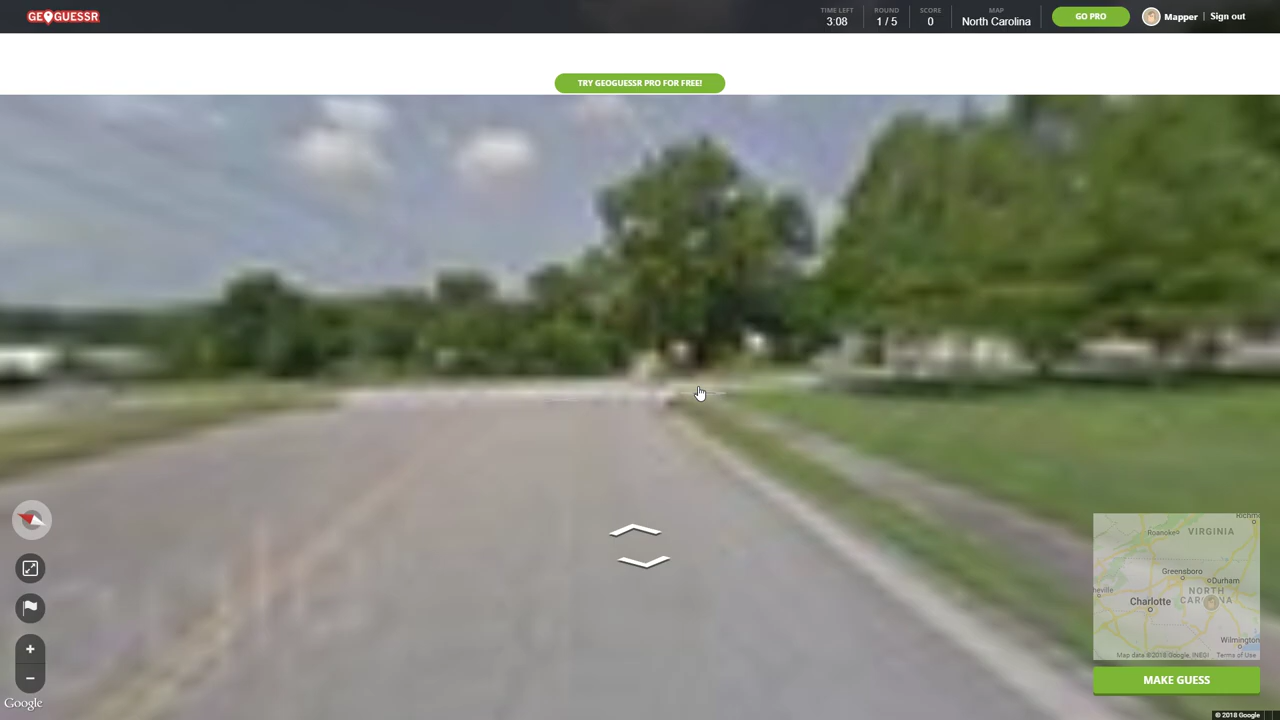 GEOGUESSR
TIME LEFT
3:08
ROUND
1 / 5
SCORE
0
MAP
North Carolina
GO PRO
Mapper
Sign out
TRY GEOGUESSR PRO FOR FREE!
+
−
Google
Richm
Roanoke
VIRGINIA
Greensboro
Durham
eville
Charlotte
NORTH
Wilmington
Map data ©2018 Google, INEGI
Terms of Use
MAKE GUESS
© 2018 Google